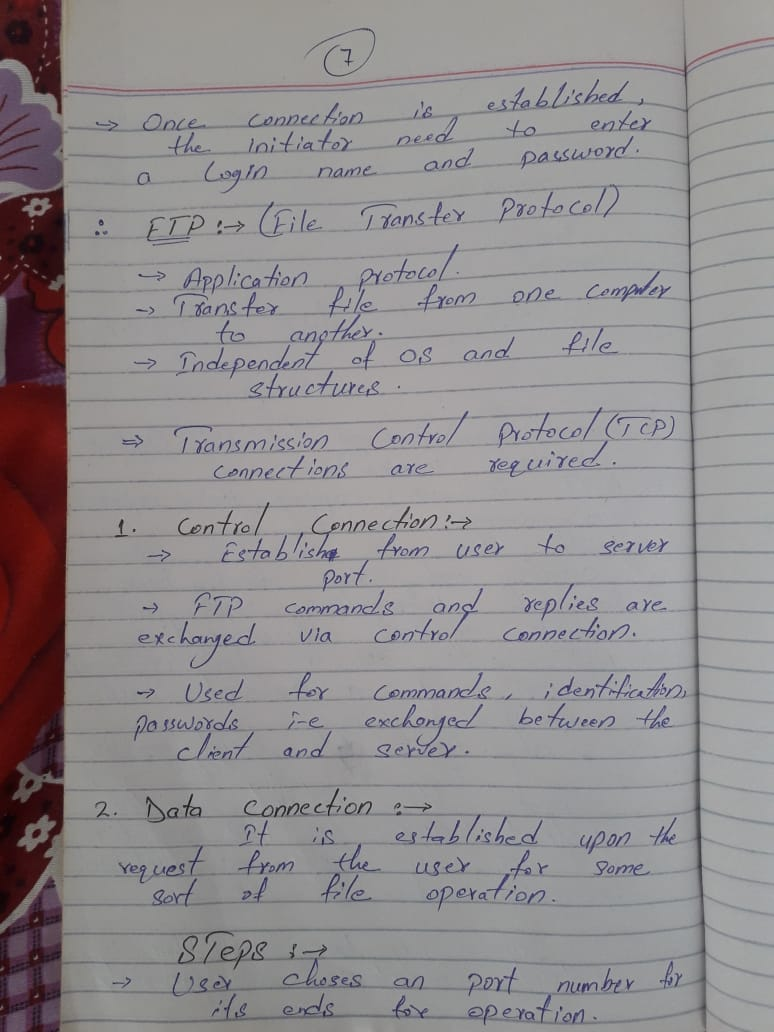 7
→ Once connection is established,
the initiator need to enter
a login name and password.
∴ FTP :→ (File Transfer Protocol)
→ Application protocol.
→ Transfer file from one computer
to another.
→ Independent of OS and file
structures.
⇒ Transmission Control Protocol (TCP)
connections are required.
1. Control Connection :→
→ Establish from user to server
port.
→ FTP commands and replies are
exchanged via control connection.
→ Used for commands, identification,
passwords i-e exchanged between the
client and server.
2. Data Connection :→
It is established upon the
request from the user for some
sort of file operation.
STeps :→
→ User choses an port number for
its ends for operation.